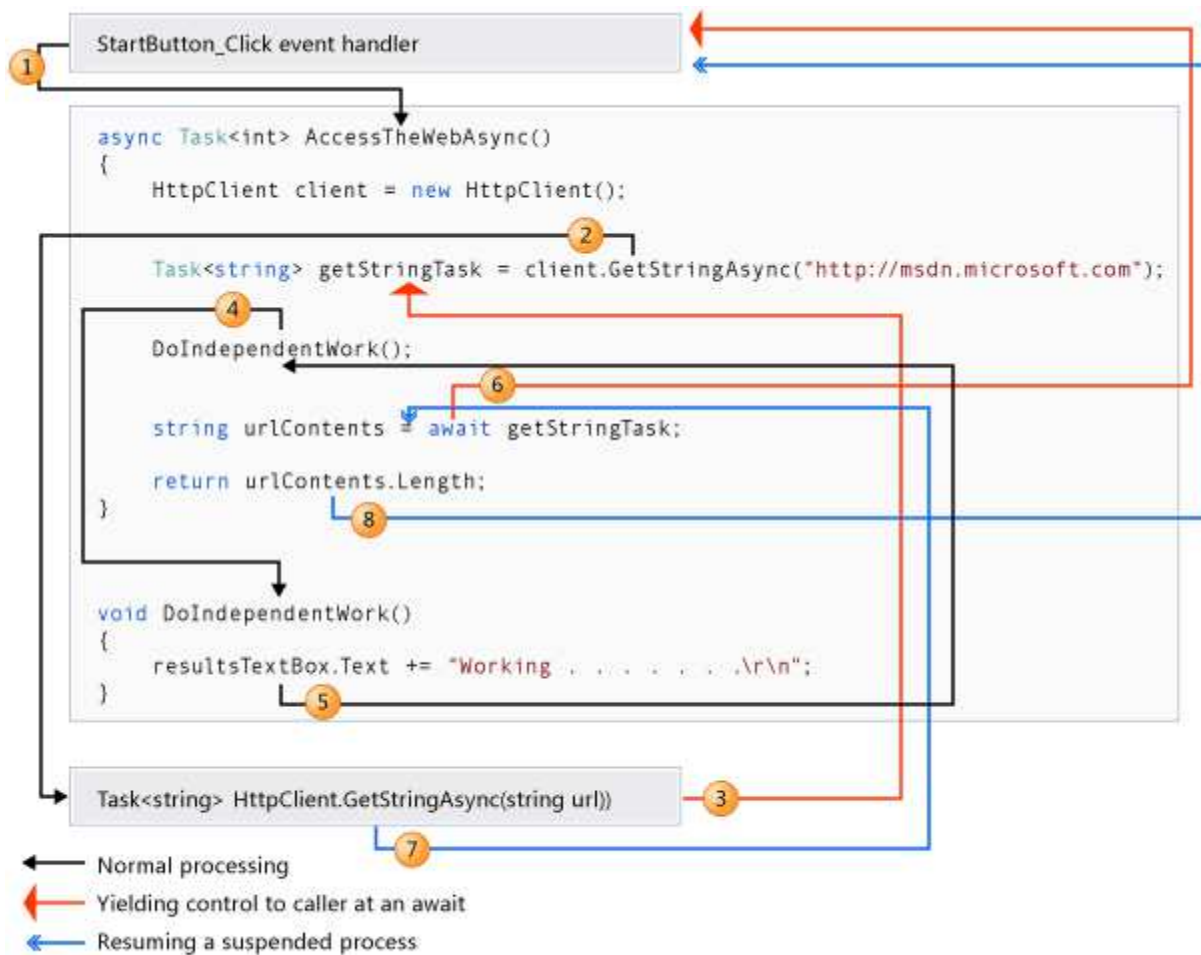 StartButton_Click event handler
1
async Task<int> AccessTheWebAsync()
{
HttpClient client = new HttpClient();
2
Task<string> getStringTask = client.GetStringAsync("http://msdn.microsoft.com");
4
DoIndependentWork();
6
string urlContents = await getStringTask;
return urlContents.Length;
}
8
void DoIndependentWork()
{
resultsTextBox.Text += "Working . . . . . . .\r\n";
}
5
Task<string> HttpClient.GetStringAsync(string url))
3
7
Normal processing
Yielding control to caller at an await
Resuming a suspended process